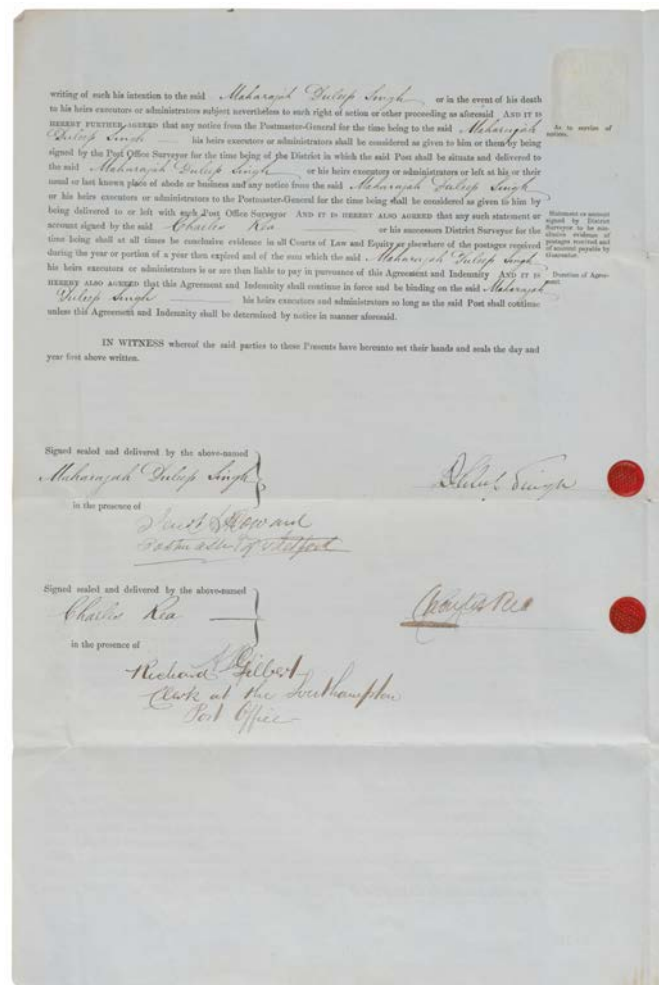 writing of such his intention to the said Maharajah Duleep Singh or in the event of his death
to his heirs executors or administrators subject nevertheless to such right of action or other proceeding as aforesaid AND IT IS
HEREBY FURTHER AGREED that any notice from the Postmaster-General for the time being to the said Maharajah
Duleep Singh his heirs executors or administrators shall be considered as given to him or them by being
signed by the Post Office Surveyor for the time being of the District in which the said Post shall be situate and delivered to
the said Maharajah Duleep Singh or his heirs executors or administrators or left at his or their
usual or last known place of abode or business and any notice from the said Maharajah Duleep Singh
or his heirs executors or administrators to the Postmaster-General for the time being shall be considered as given to him by
being delivered to or left with such Post Office Surveyor AND IT IS HEREBY ALSO AGREED that any such statement or
account signed by the said Charles Rea or his successors District Surveyor for the
time being shall at all times be conclusive evidence in all Courts of Law and Equity or elsewhere of the postages received
during the year or portion of a year then expired and of the sum which the said Maharajah Duleep Singh
his heirs executors or administrators is or are then liable to pay in pursuance of this Agreement and Indemnity AND IT IS
HEREBY ALSO AGREED that this Agreement and Indemnity shall continue in force and be binding on the said Maharajah
Duleep Singh his heirs executors and administrators so long as the said Post shall continue
unless this Agreement and Indemnity shall be determined by notice in manner aforesaid.
As to service of
notices.
Statement or account
signed by District
Surveyor to be con-
clusive evidence of
postages received and
of amount payable by
Guarantor.
Duration of Agree-
ment.
IN WITNESS whereof the said parties to these Presents have hereunto set their hands and seals the day and
year first above written.
Signed sealed and delivered by the above-named
Maharajah Duleep Singh
in the presence of
Duleep Singh
Howard
Postmaster of Thetford
Signed sealed and delivered by the above-named
Charles Rea
in the presence of
Charles Rea
Richard Gilbert
Clerk at the Southampton
Post Office